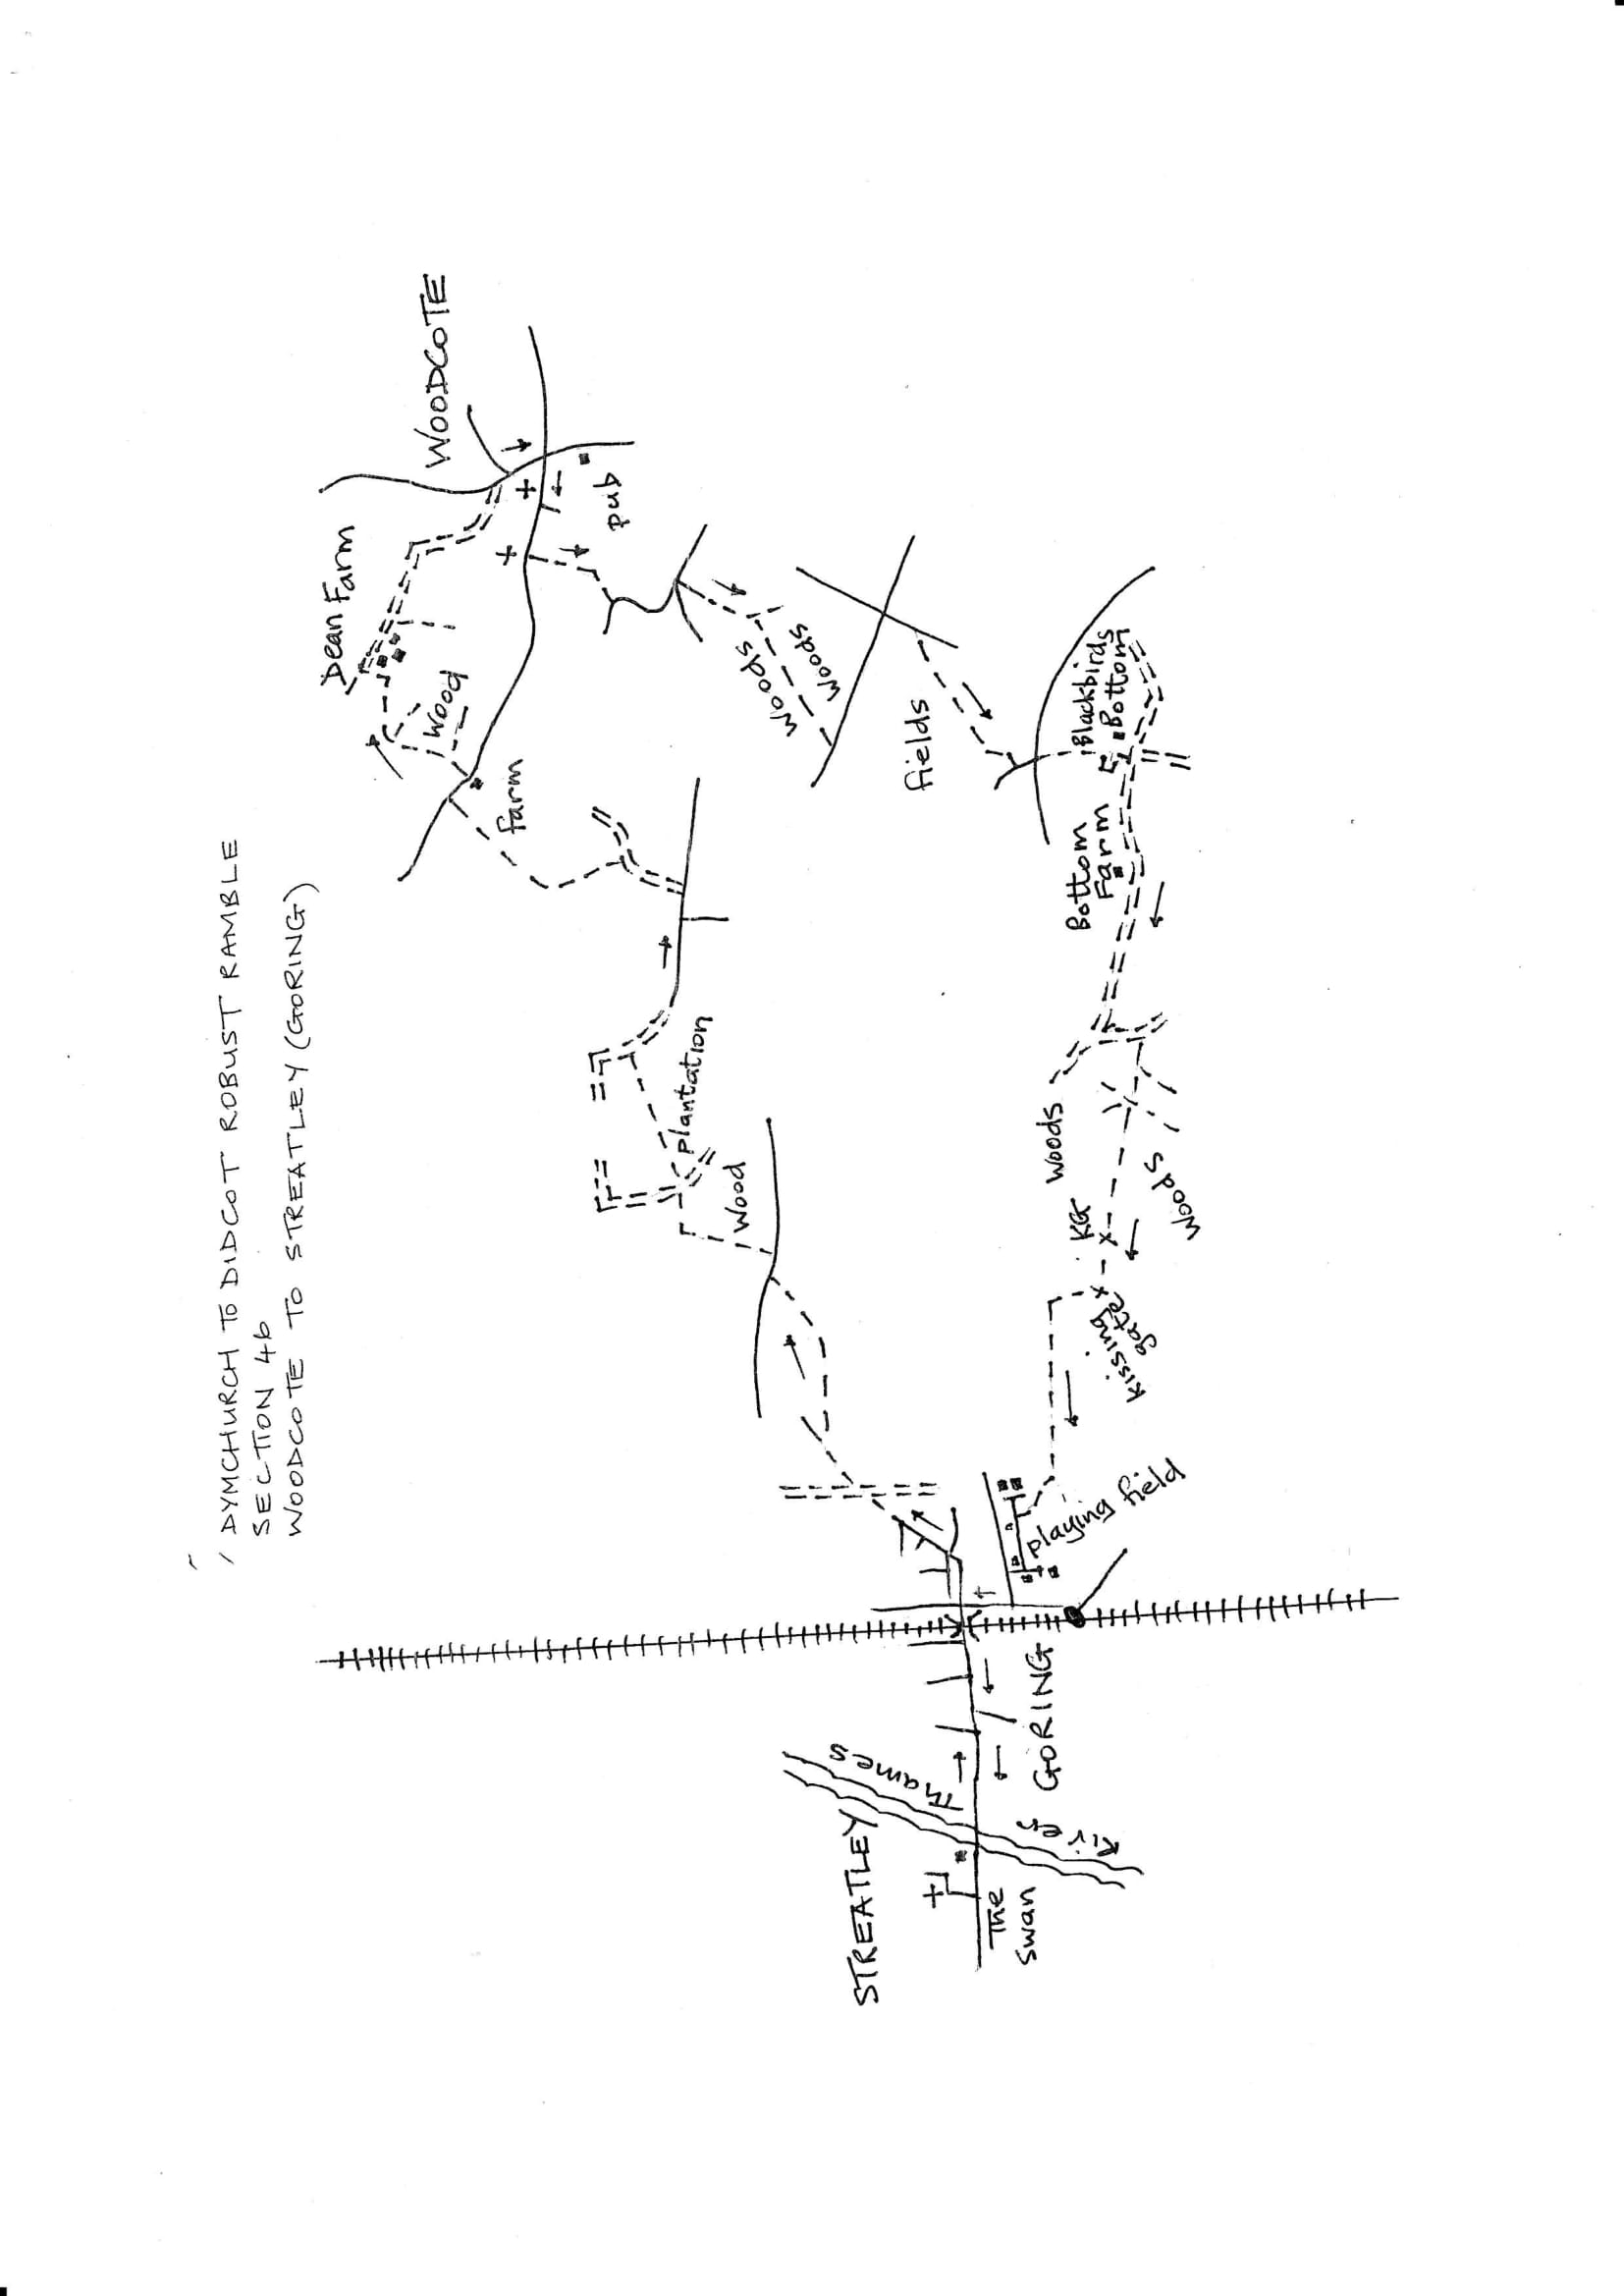 DYMCHURCH TO DIDCOT ROBUST RAMBLE
SECTION 46
WOODCOTE TO STREATLEY (GORING)
Dean Farm
WOODCOTE
Wood
farm
pub
plantation
Wood
Woods
Woods
STREATLEY
River Thames
fields
The
Swan
GORING
playing field
Woods
KG
kissing
gate
Bottom
Farm
Blackbirds
Bottom
Woods